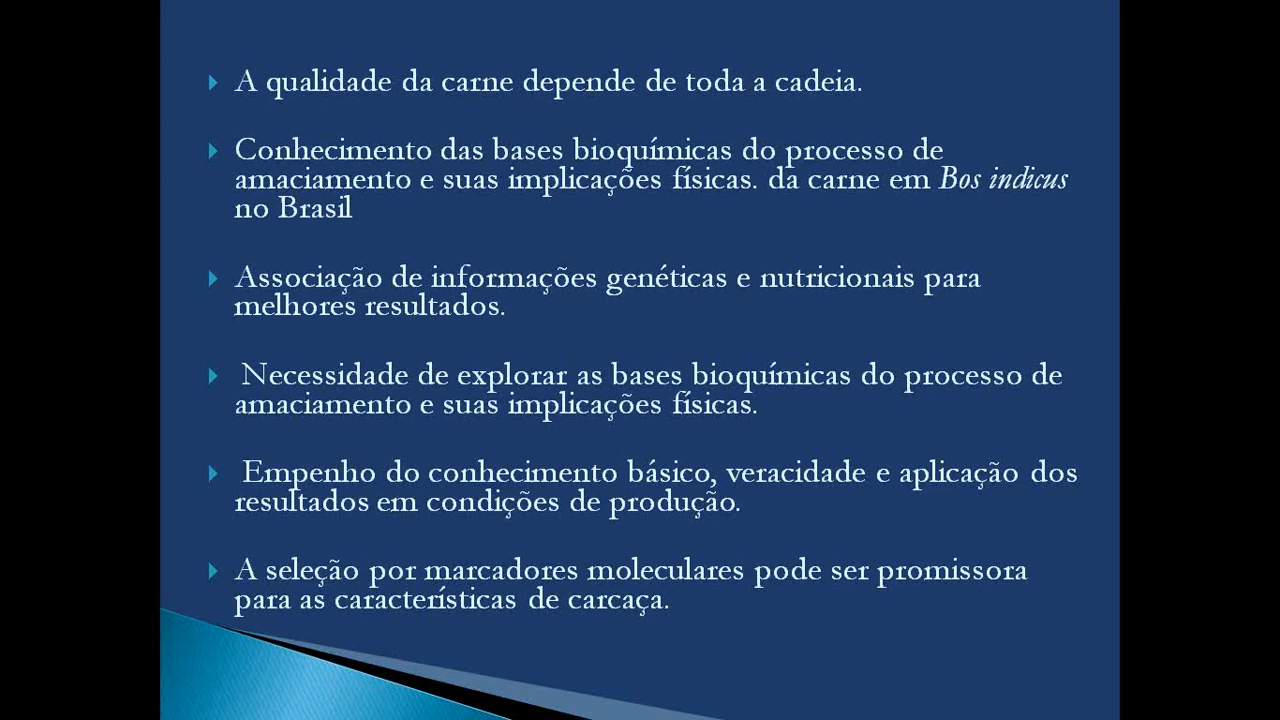 A qualidade da carne depende de toda a cadeia.
Conhecimento das bases bioquímicas do processo de
amaciamento e suas implicações físicas. da carne em Bos indicus
no Brasil
Associação de informações genéticas e nutricionais para
melhores resultados.
Necessidade de explorar as bases bioquímicas do processo de
amaciamento e suas implicações físicas.
Empenho do conhecimento básico, veracidade e aplicação dos
resultados em condições de produção.
A seleção por marcadores moleculares pode ser promissora
para as características de carcaça.